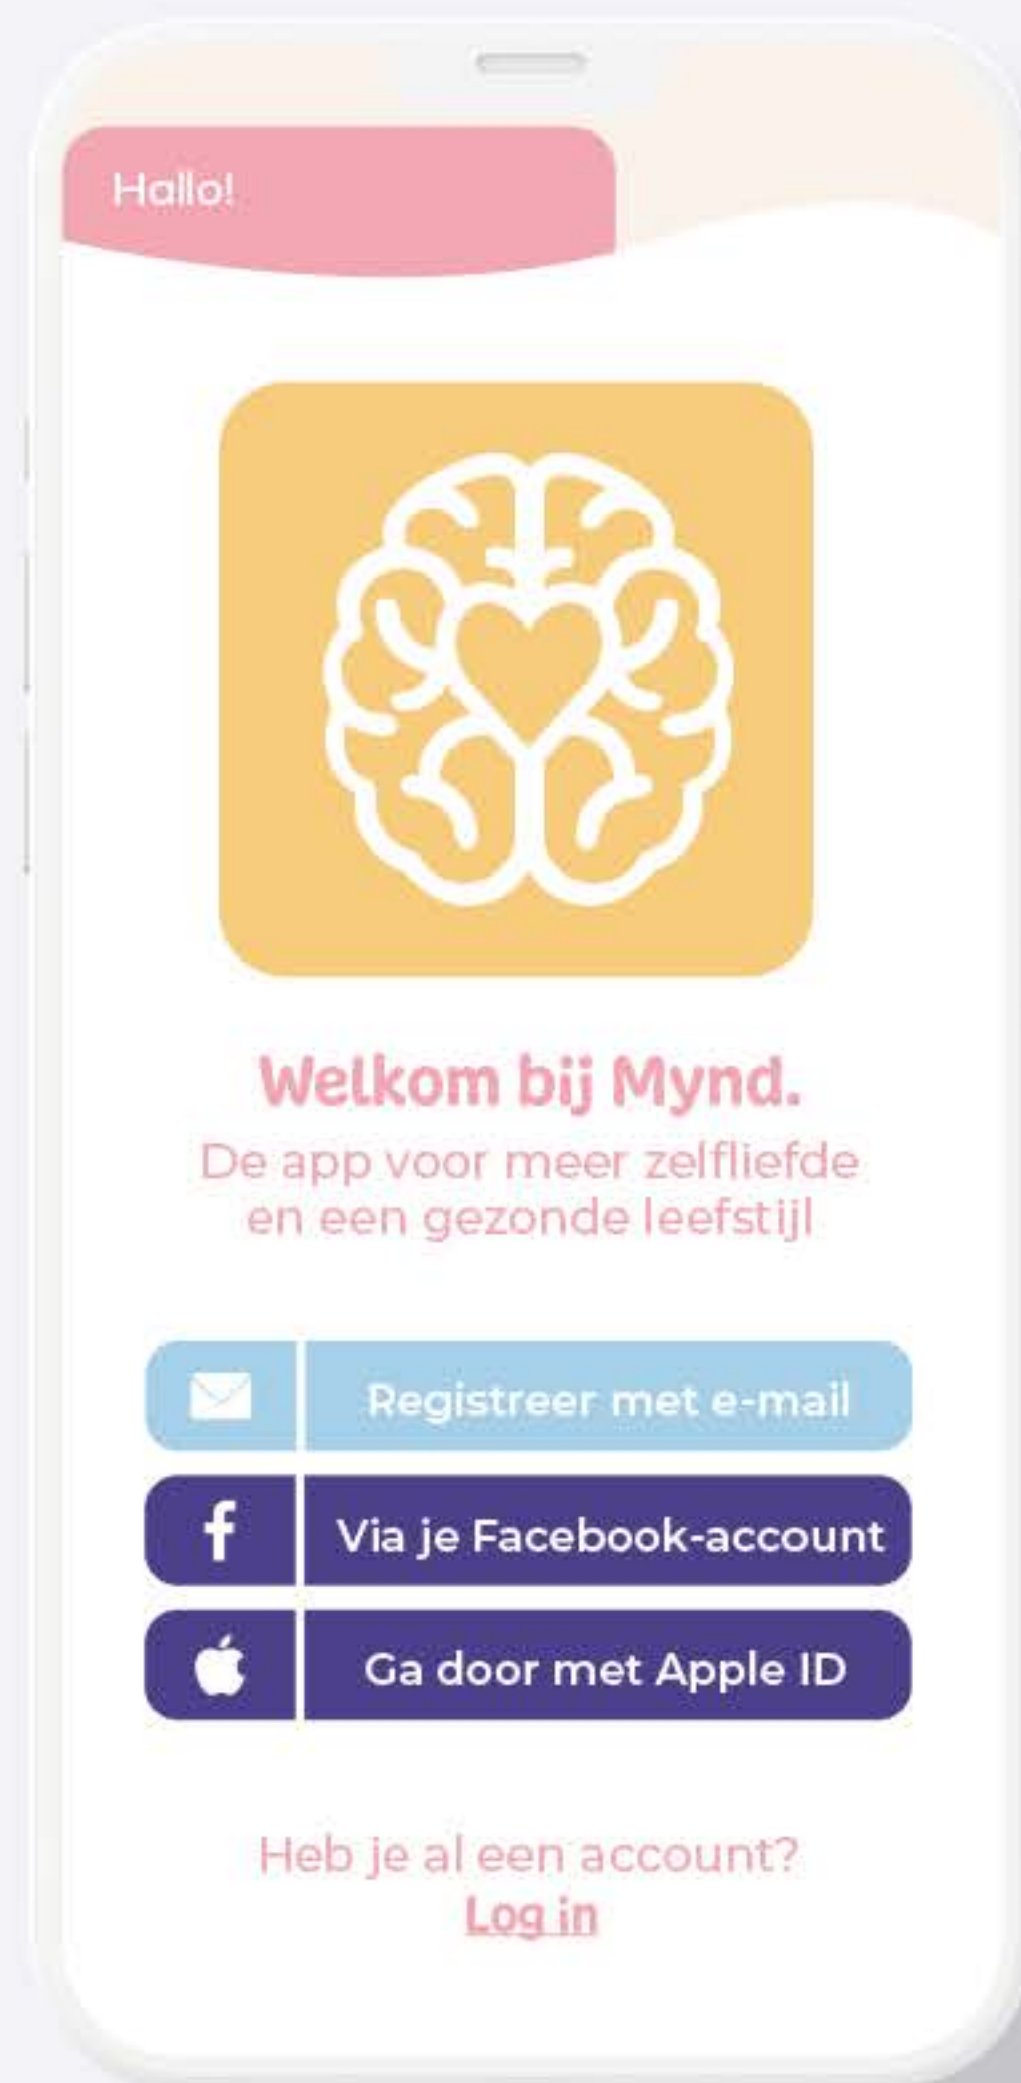 Hallo!
Welkom bij Mynd.
De app voor meer zelfliefde
en een gezonde leefstijl
Registreer met e-mail
Via je Facebook-account
Ga door met Apple ID
Heb je al een account?
Log in